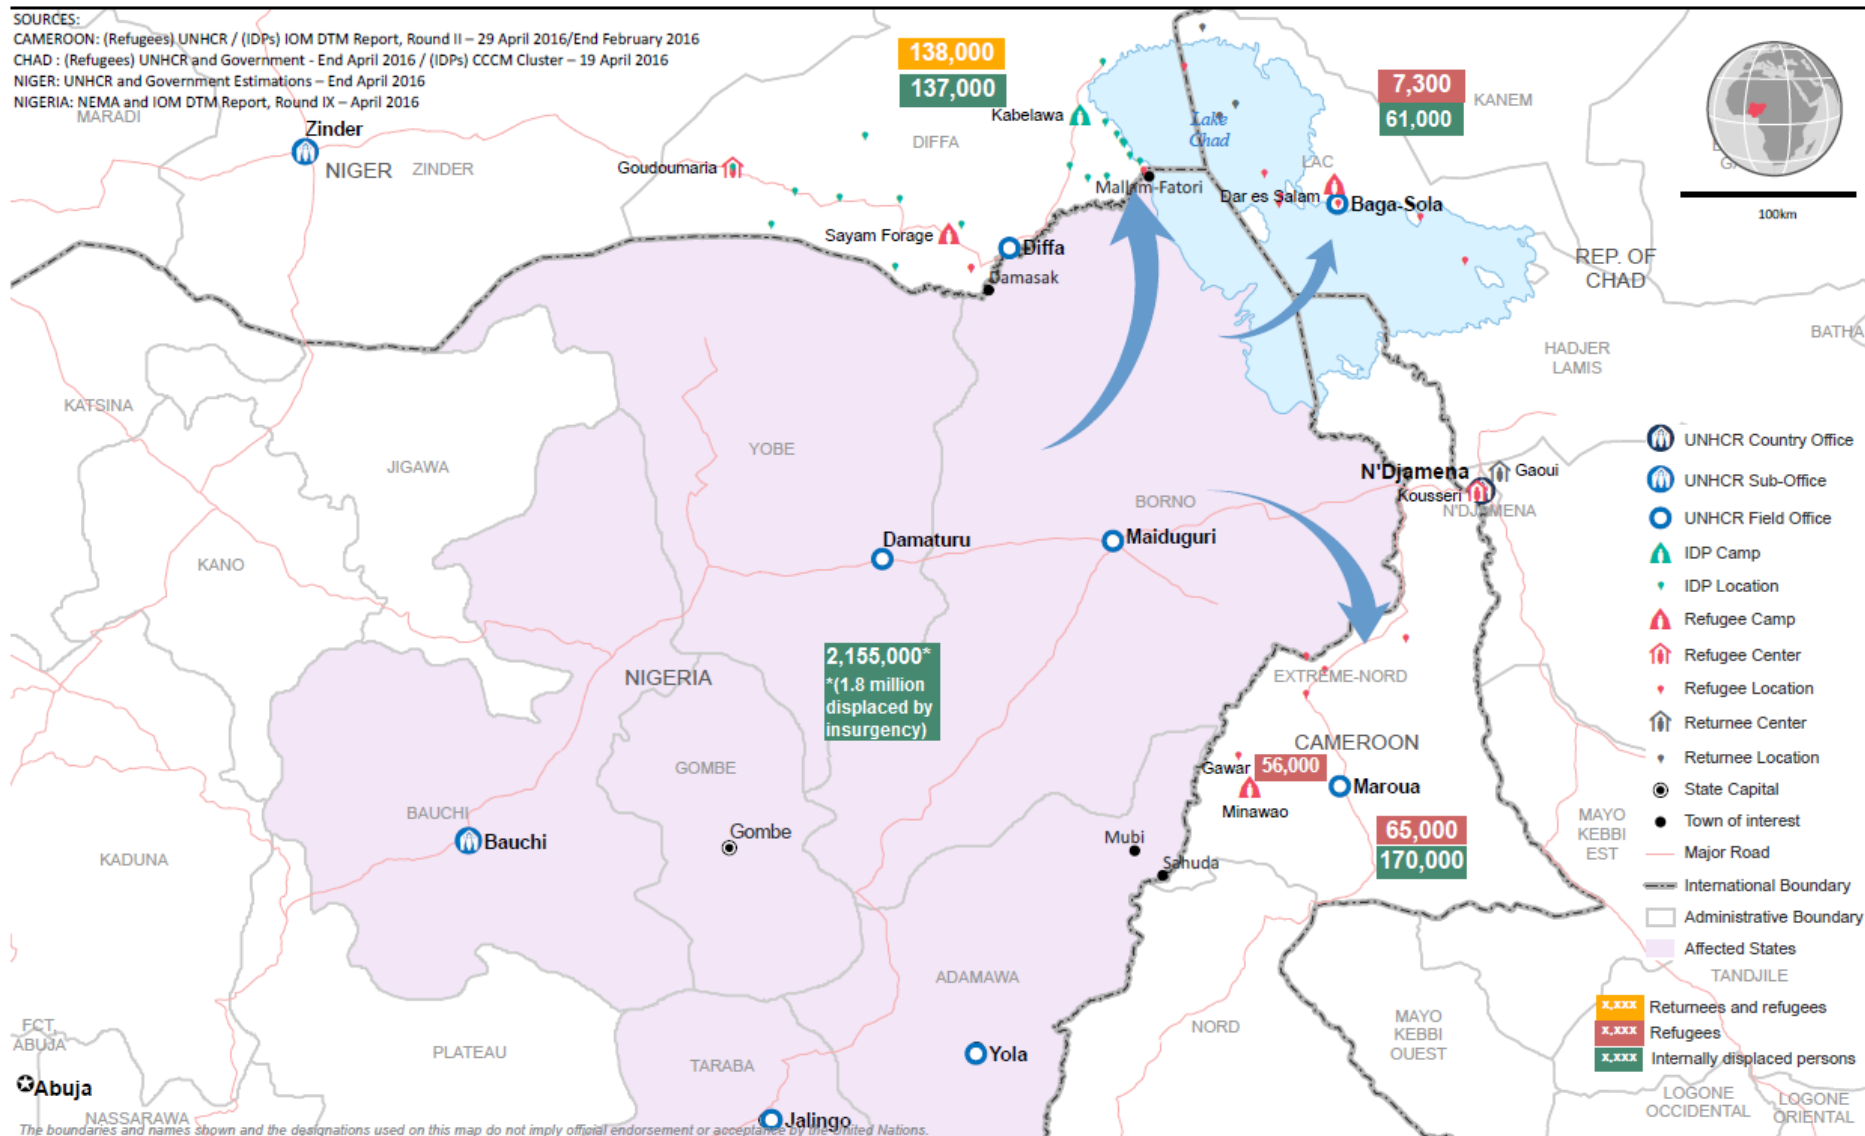 SOURCES:
CAMEROON: (Refugees) UNHCR / (IDPs) IOM DTM Report, Round II – 29 April 2016/End February 2016
CHAD : (Refugees) UNHCR and Government - End April 2016 / (IDPs) CCCM Cluster – 19 April 2016
NIGER: UNHCR and Government Estimations – End April 2016
NIGERIA: NEMA and IOM DTM Report, Round IX – April 2016
MARADI
Zinder
NIGER
ZINDER
138,000
137,000
Kabelawa
DIFFA
Goudoumaria
Sayam Forage
Diffa
Damasak
Mallam-Fatori
Lake
Chad
7,300
61,000
KANEM
LAC
Dar es Salam
Baga-Sola
100km
REP. OF
CHAD
BATHA
HADJER
LAMIS
KATSINA
JIGAWA
YOBE
BORNO
N'Djamena
Gaoui
Kousseri
N'DJAMENA
KANO
Damaturu
Maiduguri
2,155,000*
*(1.8 million
displaced by
insurgency)
NIGERIA
EXTREME-NORD
CAMEROON
Gawar
56,000
Minawao
Maroua
65,000
170,000
MAYO
KEBBI
EST
GOMBE
Gombe
BAUCHI
Bauchi
KADUNA
Mubi
Sahuda
ADAMAWA
Yola
NORD
MAYO
KEBBI
OUEST
TANDJILE
LOGONE
OCCIDENTAL
LOGONE
ORIENTAL
FCT,
ABUJA
Abuja
NASSARAWA
PLATEAU
TARABA
Jalingo
UNHCR Country Office
UNHCR Sub-Office
UNHCR Field Office
IDP Camp
IDP Location
Refugee Camp
Refugee Center
Refugee Location
Returnee Center
Returnee Location
State Capital
Town of interest
Major Road
International Boundary
Administrative Boundary
Affected States
x,xxx Returnees and refugees
x,xxx Refugees
x,xxx Internally displaced persons
The boundaries and names shown and the designations used on this map do not imply official endorsement or acceptance by the United Nations.